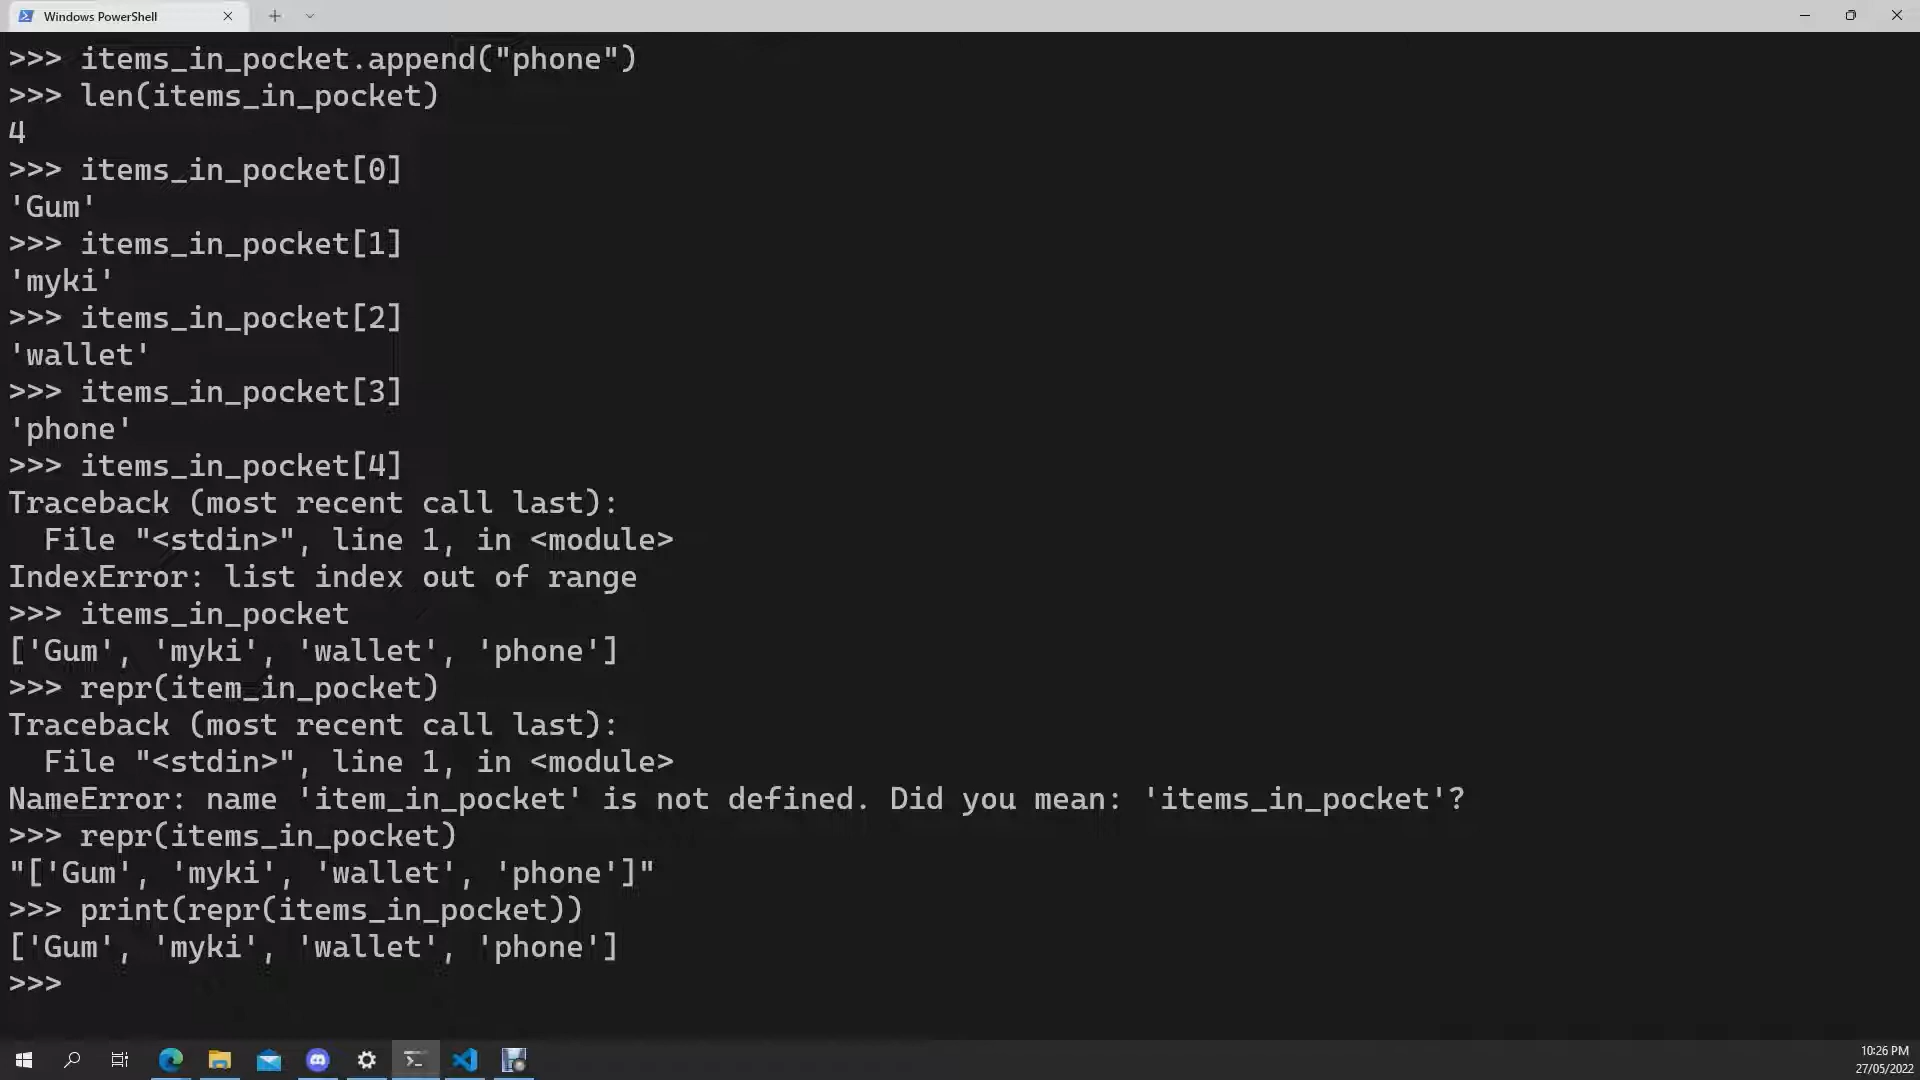 Windows PowerShell
>>> items_in_pocket.append("phone")
>>> len(items_in_pocket)
4
>>> items_in_pocket[0]
'Gum'
>>> items_in_pocket[1]
'myki'
>>> items_in_pocket[2]
'wallet'
>>> items_in_pocket[3]
'phone'
>>> items_in_pocket[4]
Traceback (most recent call last):
  File "<stdin>", line 1, in <module>
IndexError: list index out of range
>>> items_in_pocket
['Gum', 'myki', 'wallet', 'phone']
>>> repr(item_in_pocket)
Traceback (most recent call last):
  File "<stdin>", line 1, in <module>
NameError: name 'item_in_pocket' is not defined. Did you mean: 'items_in_pocket'?
>>> repr(items_in_pocket)
"['Gum', 'myki', 'wallet', 'phone']"
>>> print(repr(items_in_pocket))
['Gum', 'myki', 'wallet', 'phone']
>>>
10:26 PM
27/05/2022